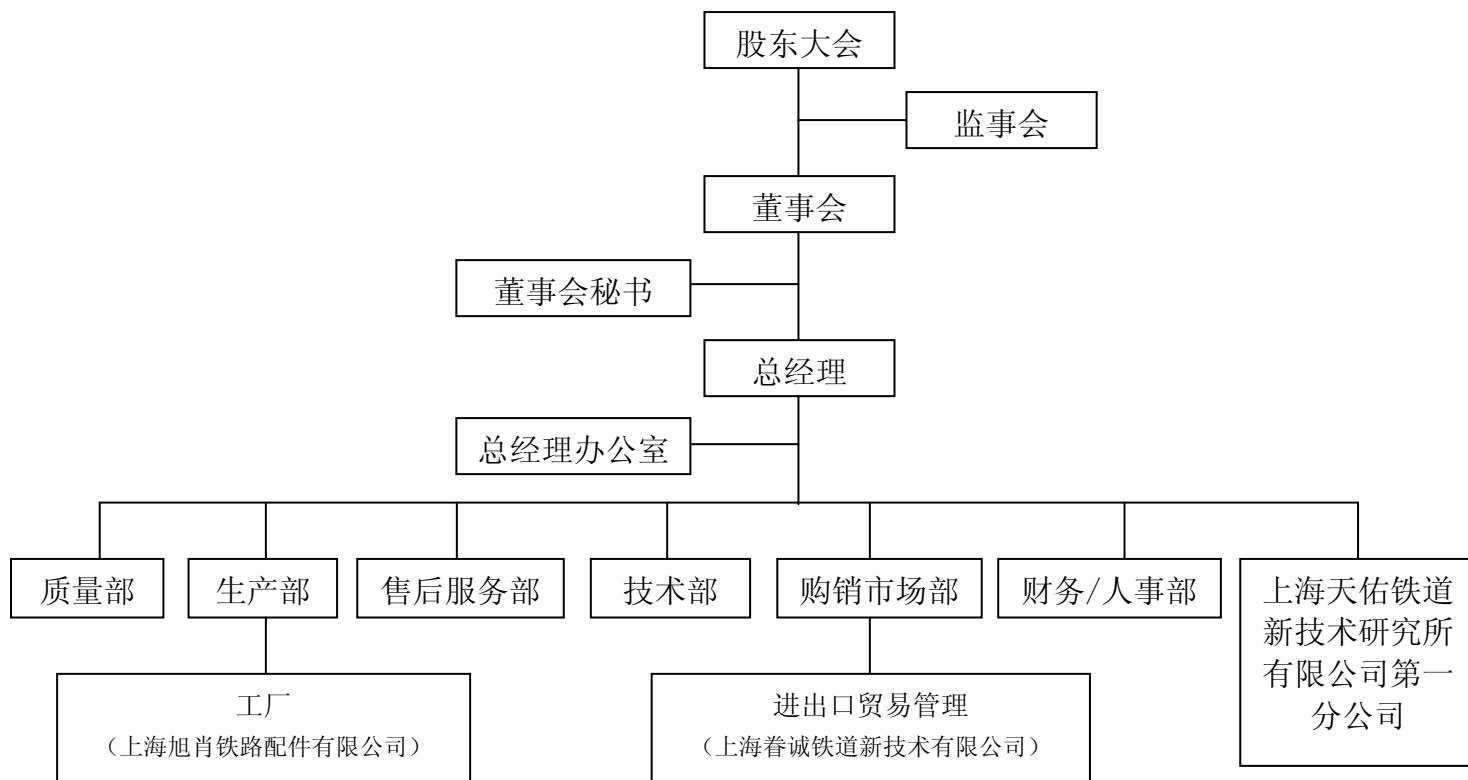 股东大会
监事会
董事会
董事会秘书
总经理
总经理办公室
质量部
生产部
售后服务部
技术部
购销市场部
财务/人事部
上海天佑铁道
新技术研究所
有限公司第一
分公司
工厂
（上海旭肖铁路配件有限公司）
进出口贸易管理
（上海眷诚铁道新技术有限公司）